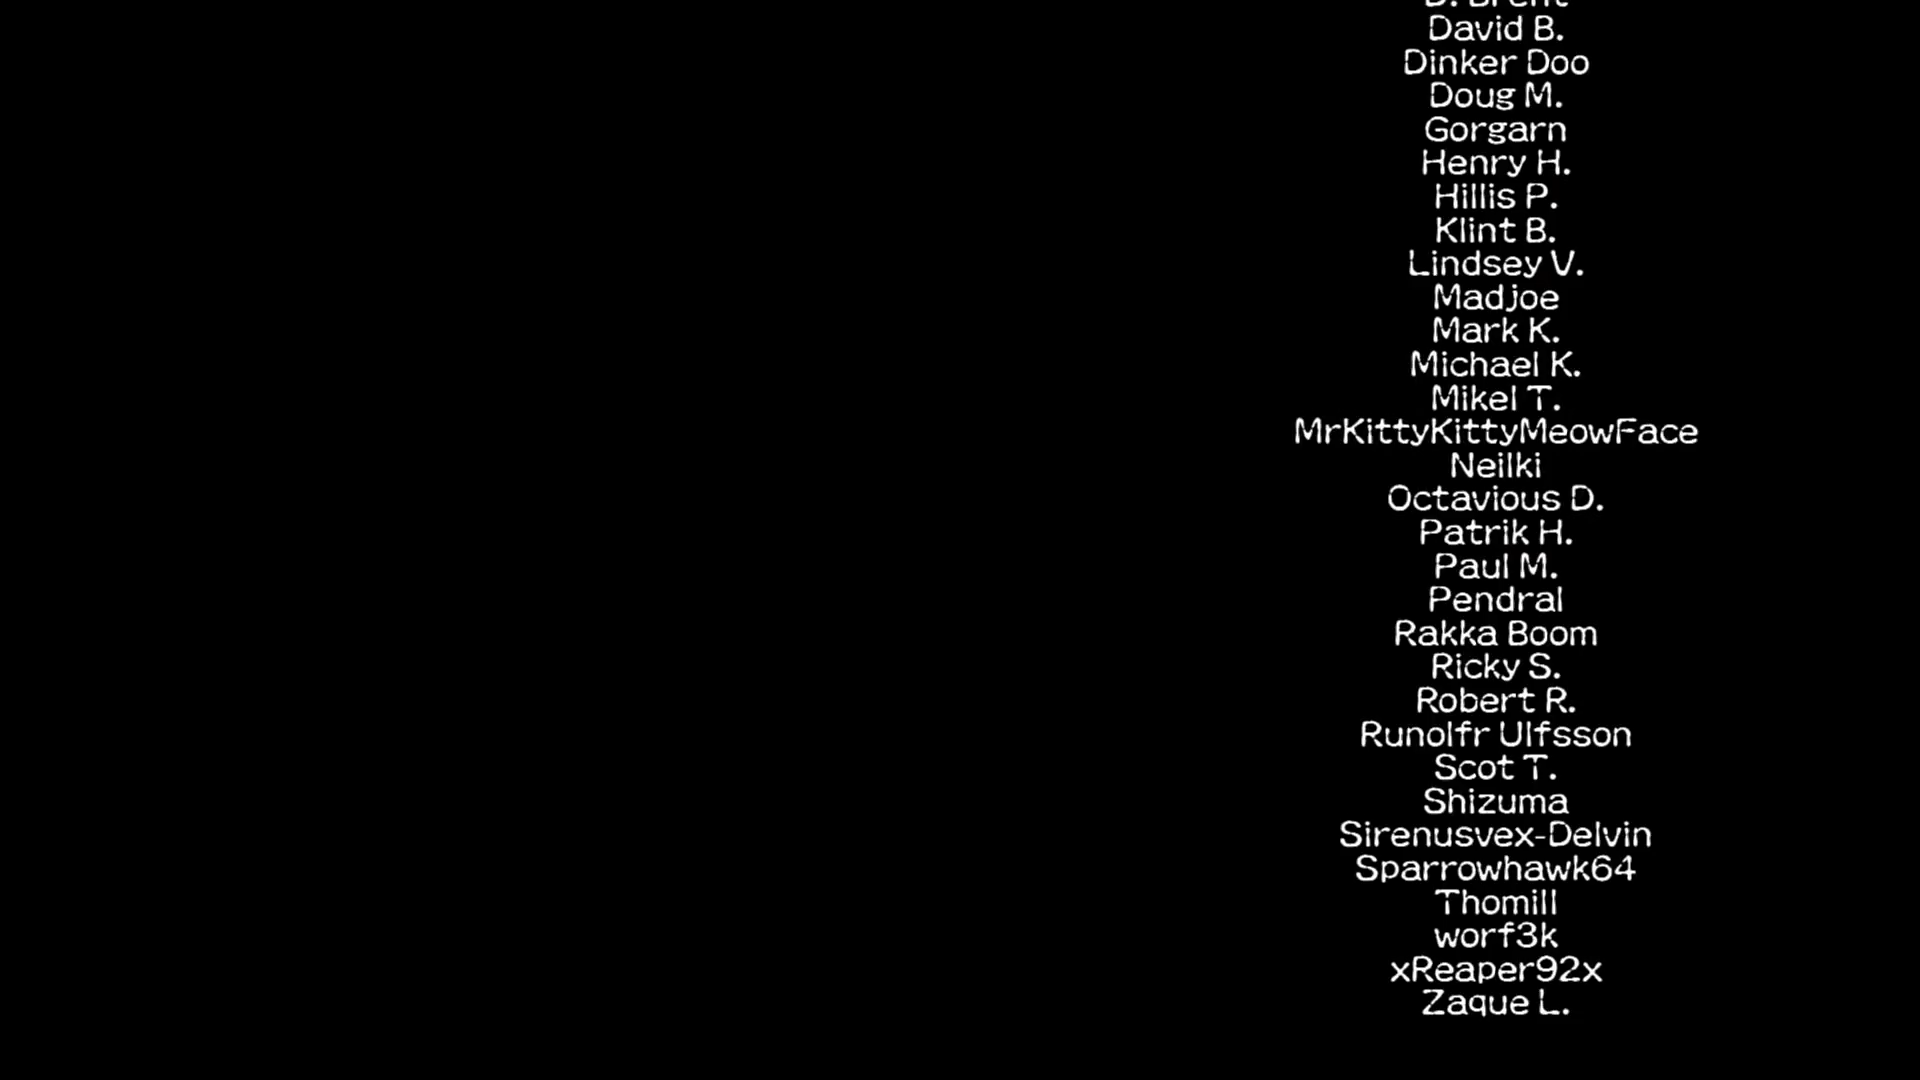 D. Brent
David B.
Dinker Doo
Doug M.
Gorgarn
Henry H.
Hillis P.
Klint B.
Lindsey V.
Madjoe
Mark K.
Michael K.
Mikel T.
MrKittyKittyMeowFace
Neilki
Octavious D.
Patrik H.
Paul M.
Pendral
Rakka Boom
Ricky S.
Robert R.
Runolfr Ulfsson
Scot T.
Shizuma
Sirenusvex-Delvin
Sparrowhawk64
Thomill
worf3k
xReaper92x
Zaque L.